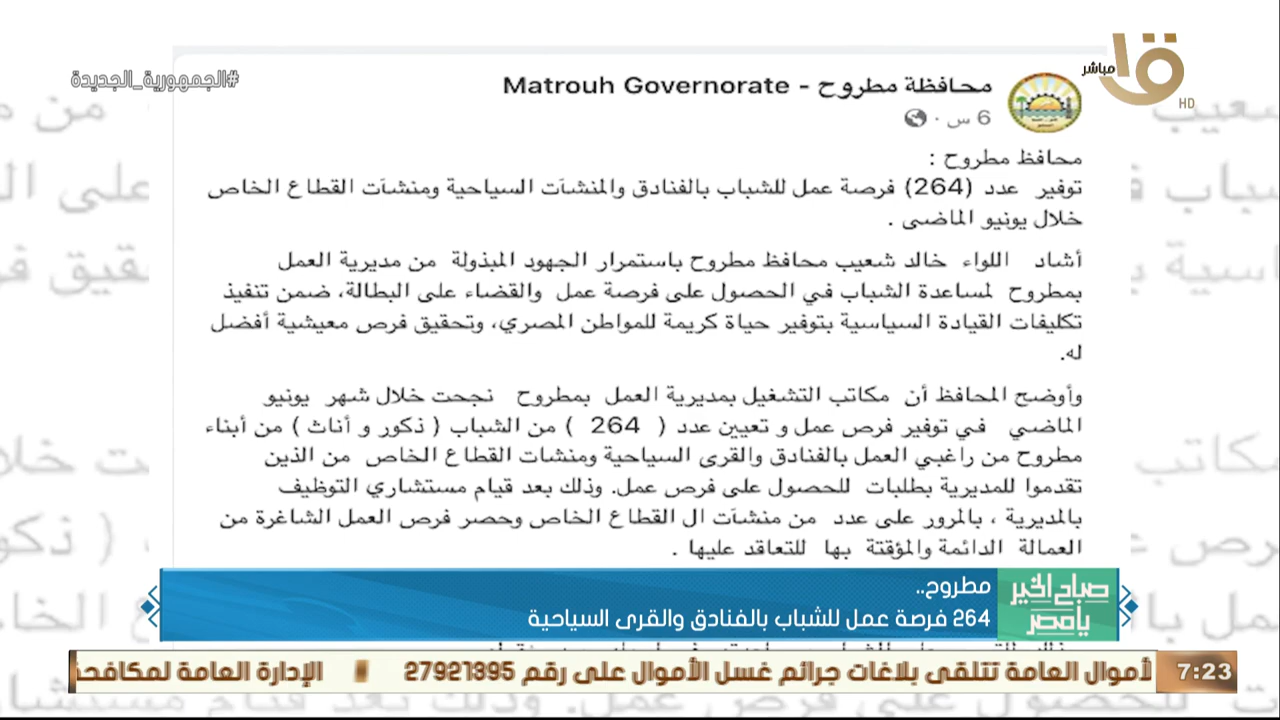 #الجمهورية_الجديدة
مباشر
HD
محافظة مطروح - Matrouh Governorate
6 س ·
محافظ مطروح :
توفير عدد (264) فرصة عمل للشباب بالفنادق والمنشآت السياحية ومنشآت القطاع الخاص
خلال يونيو الماضى .
أشاد اللواء خالد شعيب محافظ مطروح باستمرار الجهود المبذولة من مديرية العمل
بمطروح لمساعدة الشباب في الحصول على فرصة عمل والقضاء على البطالة، ضمن تنفيذ
تكليفات القيادة السياسية بتوفير حياة كريمة للمواطن المصري، وتحقيق فرص معيشية أفضل
له.
وأوضح المحافظ أن مكاتب التشغيل بمديرية العمل بمطروح نجحت خلال شهر يونيو
الماضي في توفير فرص عمل و تعيين عدد ( 264 ) من الشباب ( ذكور و أناث ) من أبناء
مطروح من راغبي العمل بالفنادق والقرى السياحية ومنشات القطاع الخاص من الذين
تقدموا للمديرية بطلبات للحصول على فرص عمل. وذلك بعد قيام مستشاري التوظيف
بالمديرية ، بالمرور على عدد من منشآت ال القطاع الخاص وحصر فرص العمل الشاغرة من
العمالة الدائمة والمؤقتة بها للتعاقد عليها .
صباح الخير
يا مصر
مطروح..
264 فرصة عمل للشباب بالفنادق والقرى السياحية
7:23
لأموال العامة تتلقى بلاغات جرائم غسل الأموال على رقم 27921395 الإدارة العامة لمكافحة